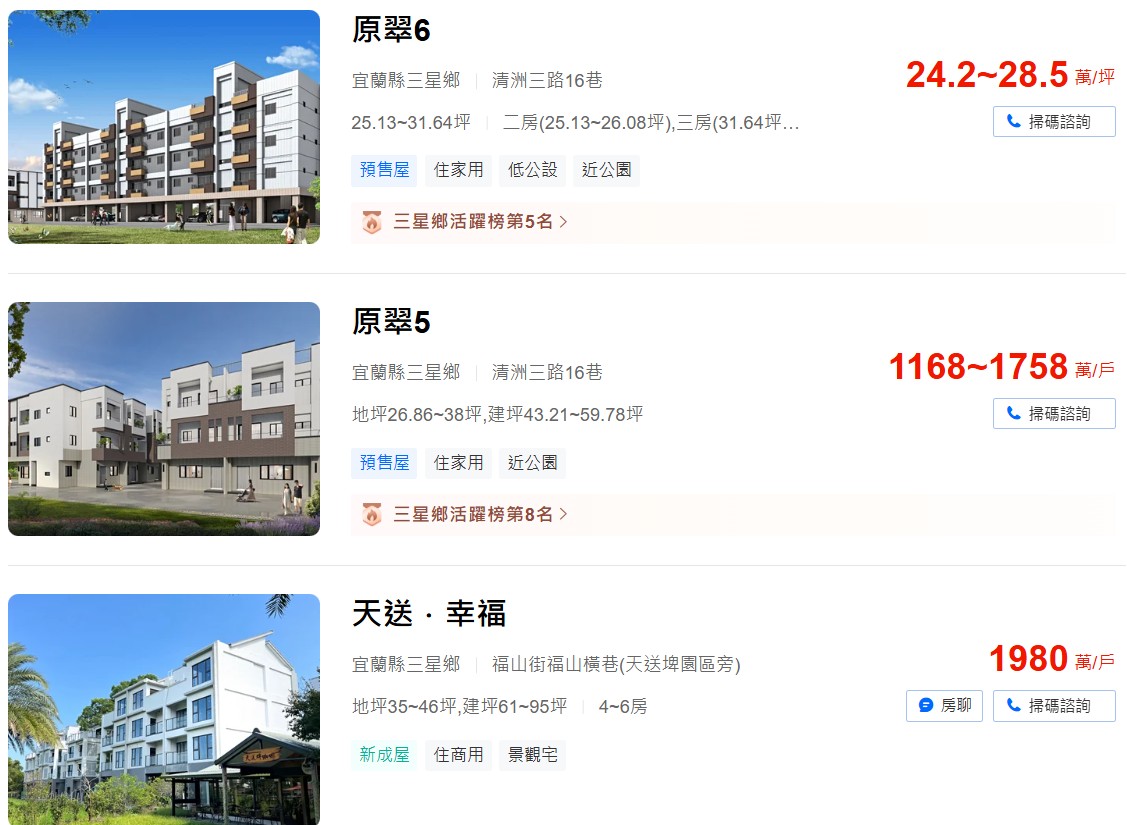 原翠6
宜蘭縣三星鄉 清洲三路16巷
24.2~28.5 萬/坪
25.13~31.64坪 二房(25.13~26.08坪),三房(31.64坪…
掃碼諮詢
預售屋 住家用 低公設 近公園
三星鄉活躍榜第5名
原翠5
宜蘭縣三星鄉 清洲三路16巷
1168~1758 萬/戶
地坪26.86~38坪,建坪43.21~59.78坪
掃碼諮詢
預售屋 住家用 近公園
三星鄉活躍榜第8名
天送．幸福
宜蘭縣三星鄉 福山街福山橫巷(天送埤園區旁)
1980 萬/戶
地坪35~46坪,建坪61~95坪 4~6房
房聊 掃碼諮詢
新成屋 住商用 景觀宅